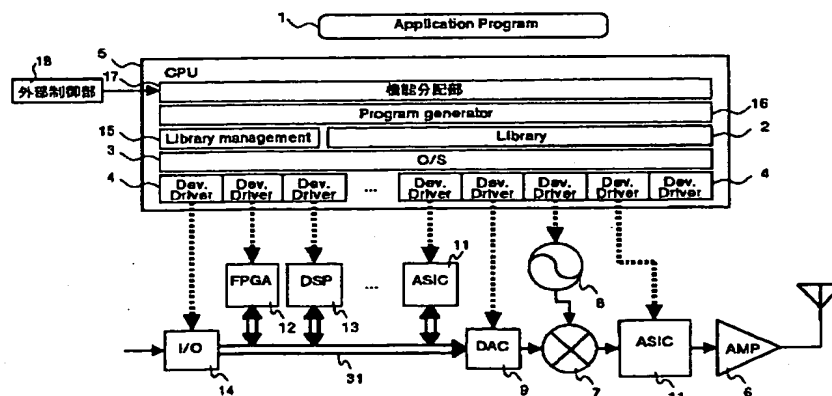 1
Application Program
5
CPU
18
外部制御部
17
機能分配部
Program generator
16
15
Library management
Library
2
3
O/S
4
Dev. Driver
Dev. Driver
Dev. Driver
...
Dev. Driver
Dev. Driver
Dev. Driver
Dev. Driver
Dev. Driver
4
FPGA
12
DSP
13
...
ASIC
11
8
I/O
14
31
DAC
9
7
ASIC
11
AMP
6